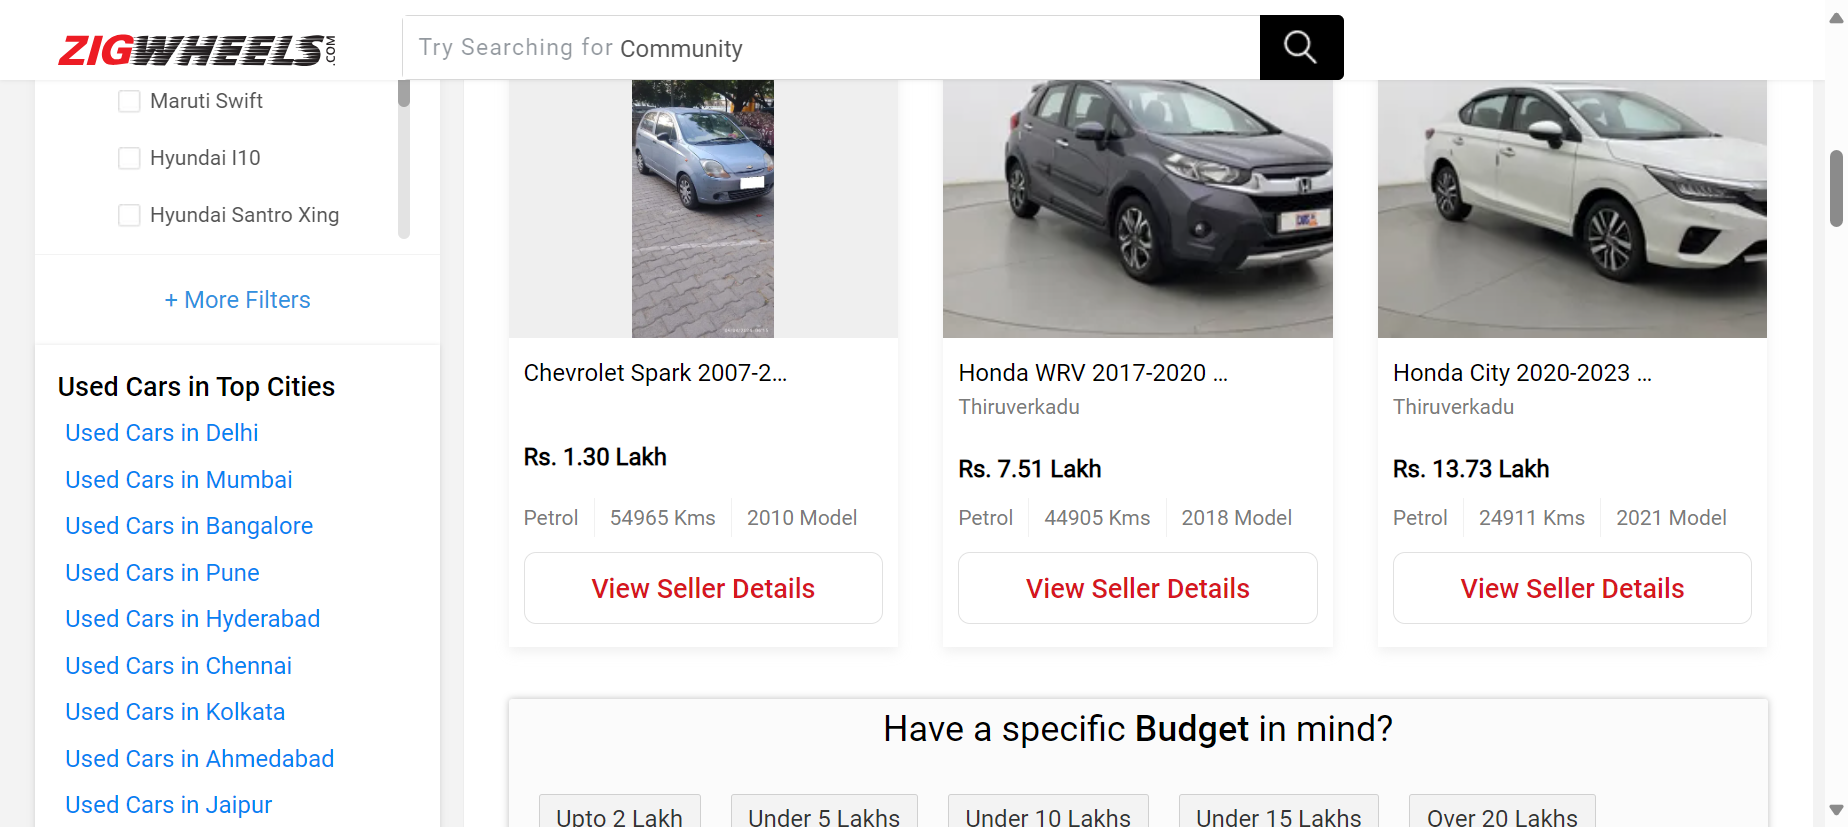 ZIGWHEELS.COM
Try Searching for Community
Maruti Swift
Hyundai I10
Hyundai Santro Xing
+ More Filters
Used Cars in Top Cities
Used Cars in Delhi
Used Cars in Mumbai
Used Cars in Bangalore
Used Cars in Pune
Used Cars in Hyderabad
Used Cars in Chennai
Used Cars in Kolkata
Used Cars in Ahmedabad
Used Cars in Jaipur
Chevrolet Spark 2007-2...
Rs. 1.30 Lakh
Petrol 54965 Kms 2010 Model
View Seller Details
Honda WRV 2017-2020 ...
Thiruverkadu
Rs. 7.51 Lakh
Petrol 44905 Kms 2018 Model
View Seller Details
Honda City 2020-2023 ...
Thiruverkadu
Rs. 13.73 Lakh
Petrol 24911 Kms 2021 Model
View Seller Details
Have a specific Budget in mind?
Upto 2 Lakh Under 5 Lakhs Under 10 Lakhs Under 15 Lakhs Over 20 Lakhs